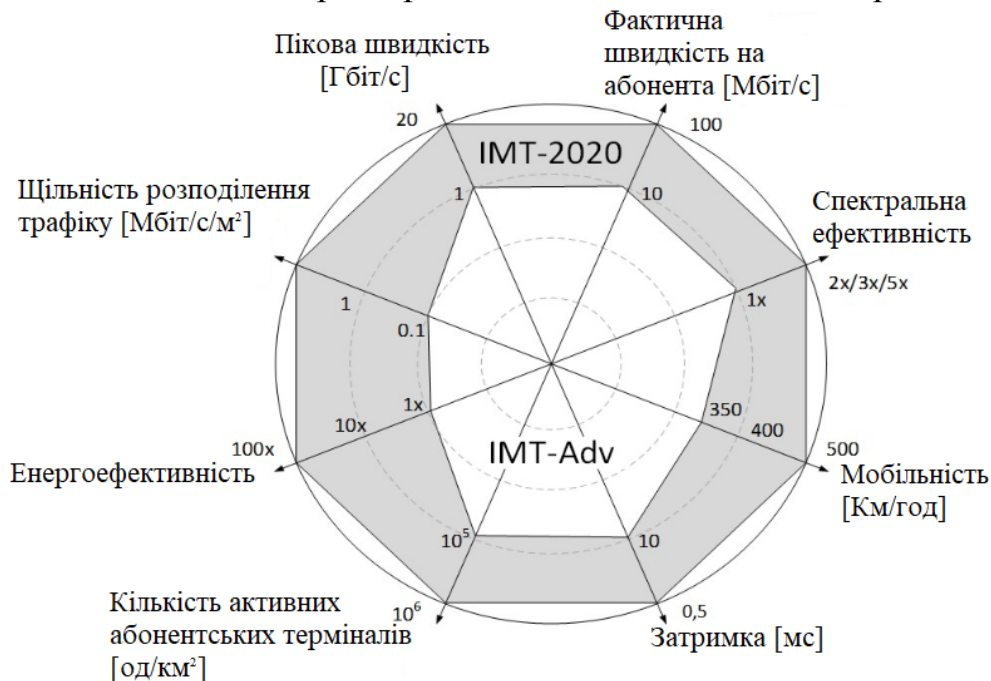 Пікова швидкість
[Гбіт/с]
Фактична
швидкість на
абонента [Мбіт/с]
20
100
IMT-2020
1
10
Щільність розподілення
трафіку [Мбіт/с/м²]
Спектральна
ефективність
2x/3x/5x
1
0.1
1x
1x
10x
100x
350
400
500
Енергоефективність
IMT-Adv
Мобільність
[Км/год]
10⁵
10
10⁶
0,5
Кількість активних
абонентських терміналів
[од/км²]
Затримка [мс]